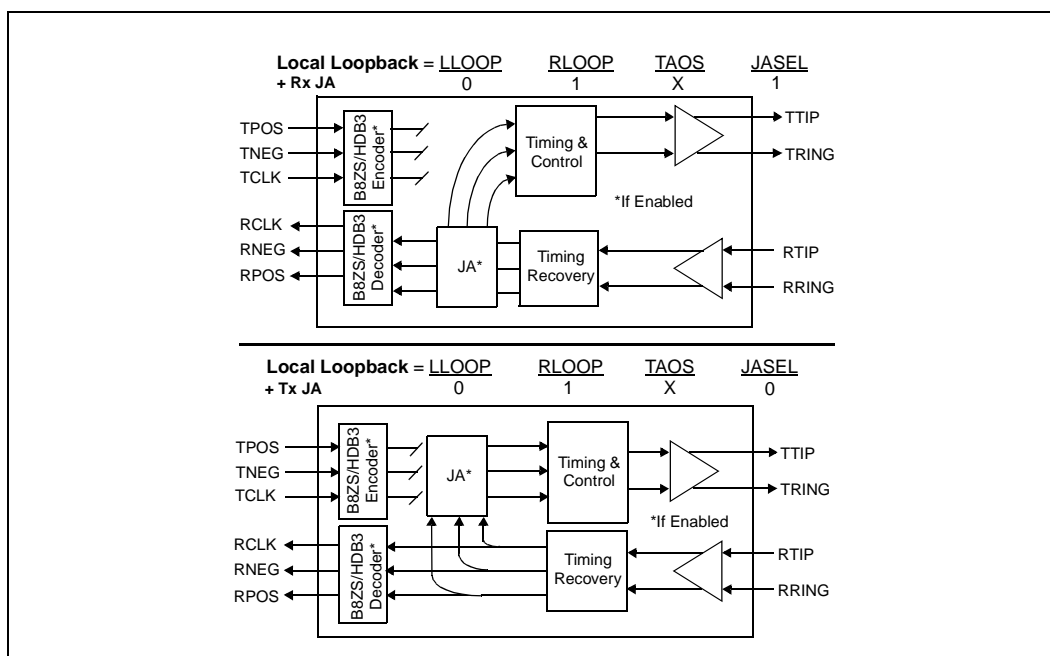 Local Loopback = LLOOP RLOOP TAOS JASEL
+ Rx JA 0 1 X 1
TPOS
TNEG
TCLK
B8ZS/HDB3
Encoder*
Timing &
Control
TTIP
TRING
*If Enabled
RCLK
RNEG
RPOS
B8ZS/HDB3
Decoder*
JA*
Timing
Recovery
RTIP
RRING
Local Loopback = LLOOP RLOOP TAOS JASEL
+ Tx JA 0 1 X 0
TPOS
TNEG
TCLK
B8ZS/HDB3
Encoder*
JA*
Timing &
Control
TTIP
TRING
*If Enabled
RCLK
RNEG
RPOS
B8ZS/HDB3
Decoder*
Timing
Recovery
RTIP
RRING